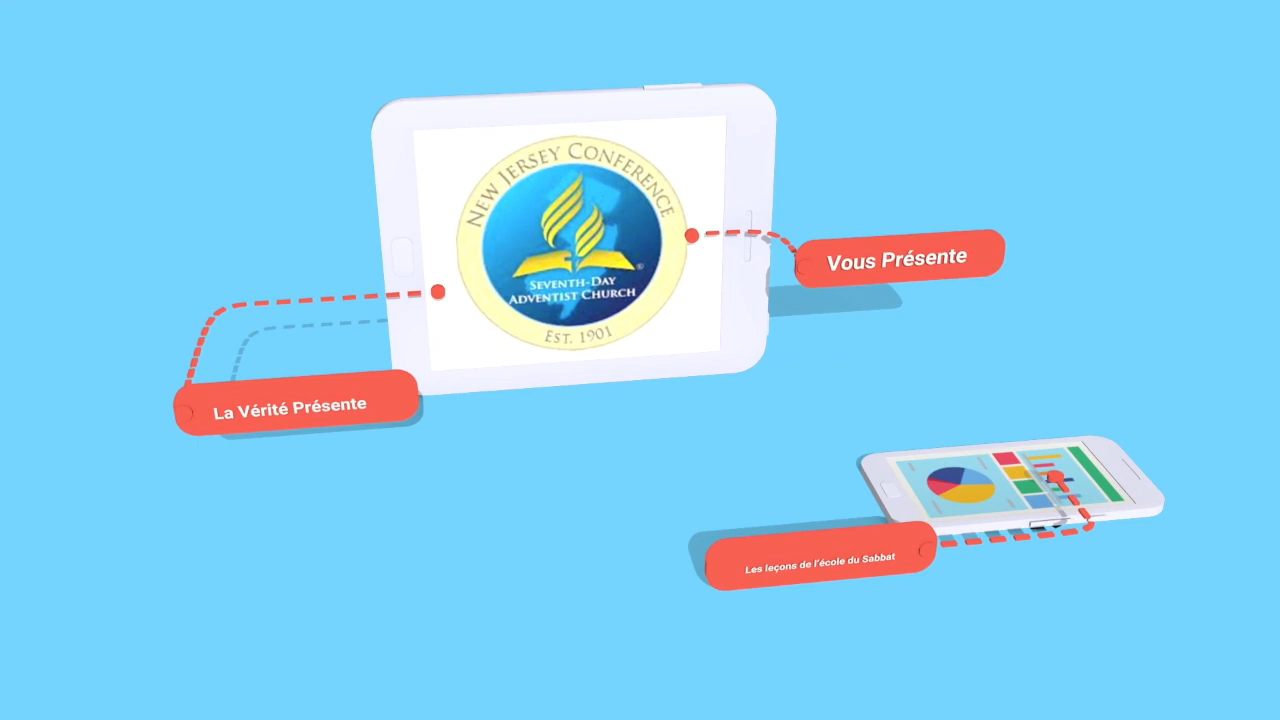 NEW JERSEY CONFERENCE
SEVENTH-DAY
ADVENTIST CHURCH
®
EST. 1901
Vous Présente
La Vérité Présente
Les leçons de l'école du Sabbat